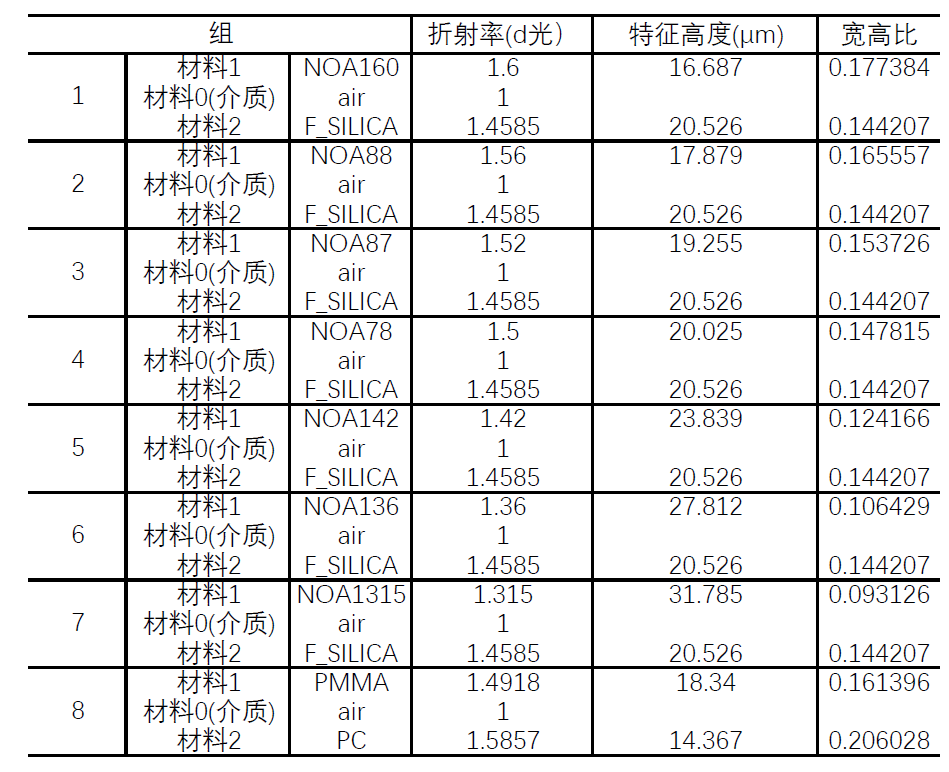 组 折射率(d光） 特征高度(μm) 宽高比
材料1 NOA160 1.6 16.687 0.177384
1 材料0(介质) air 1
材料2 F_SILICA 1.4585 20.526 0.144207
材料1 NOA88 1.56 17.879 0.165557
2 材料0(介质) air 1
材料2 F_SILICA 1.4585 20.526 0.144207
材料1 NOA87 1.52 19.255 0.153726
3 材料0(介质) air 1
材料2 F_SILICA 1.4585 20.526 0.144207
材料1 NOA78 1.5 20.025 0.147815
4 材料0(介质) air 1
材料2 F_SILICA 1.4585 20.526 0.144207
材料1 NOA142 1.42 23.839 0.124166
5 材料0(介质) air 1
材料2 F_SILICA 1.4585 20.526 0.144207
材料1 NOA136 1.36 27.812 0.106429
6 材料0(介质) air 1
材料2 F_SILICA 1.4585 20.526 0.144207
材料1 NOA1315 1.315 31.785 0.093126
7 材料0(介质) air 1
材料2 F_SILICA 1.4585 20.526 0.144207
材料1 PMMA 1.4918 18.34 0.161396
8 材料0(介质) air 1
材料2 PC 1.5857 14.367 0.206028